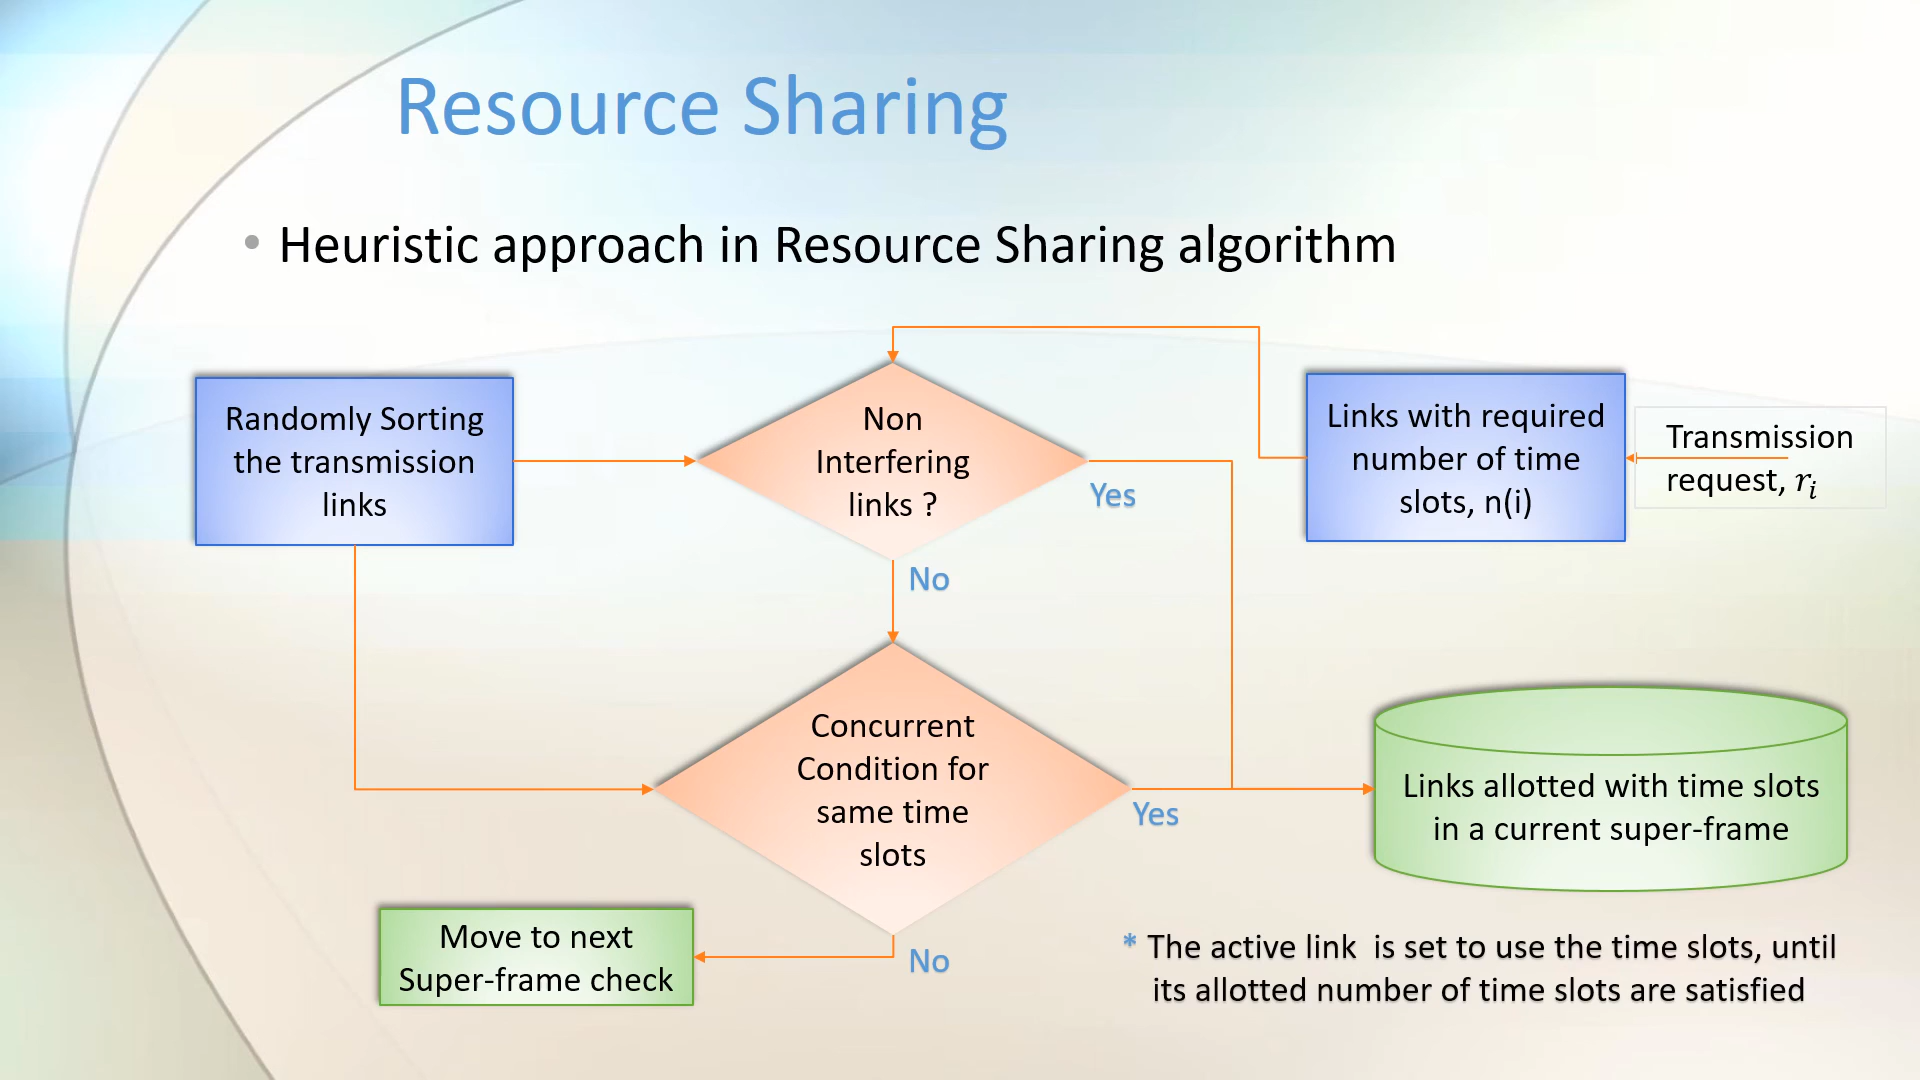 Resource Sharing
• Heuristic approach in Resource Sharing algorithm
Randomly Sorting
the transmission
links
Non
Interfering
links ?
Yes
No
Links with required
number of time
slots, n(i)
Transmission
request, rᵢ
Concurrent
Condition for
same time
slots
Yes
No
Links allotted with time slots
in a current super-frame
Move to next
Super-frame check
* The active link is set to use the time slots, until
its allotted number of time slots are satisfied